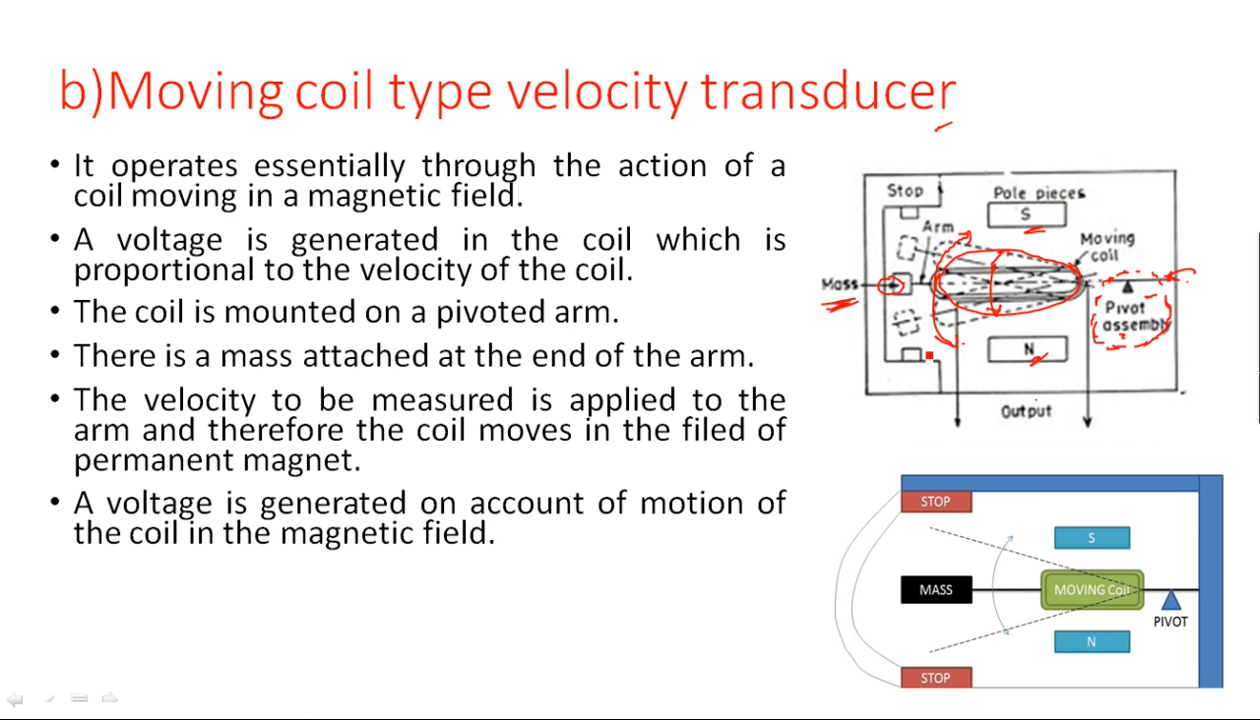 b)Moving coil type velocity transducer
• It operates essentially through the action of a
coil moving in a magnetic field.
• A voltage is generated in the coil which is
proportional to the velocity of the coil.
• The coil is mounted on a pivoted arm.
• There is a mass attached at the end of the arm.
• The velocity to be measured is applied to the
arm and therefore the coil moves in the filed of
permanent magnet.
• A voltage is generated on account of motion of
the coil in the magnetic field.
Stop
Pole pieces
S
Arm
Moving
coil
Mass
Pivot
assembly
N
Output
STOP
S
MASS
MOVING Coil
PIVOT
N
STOP